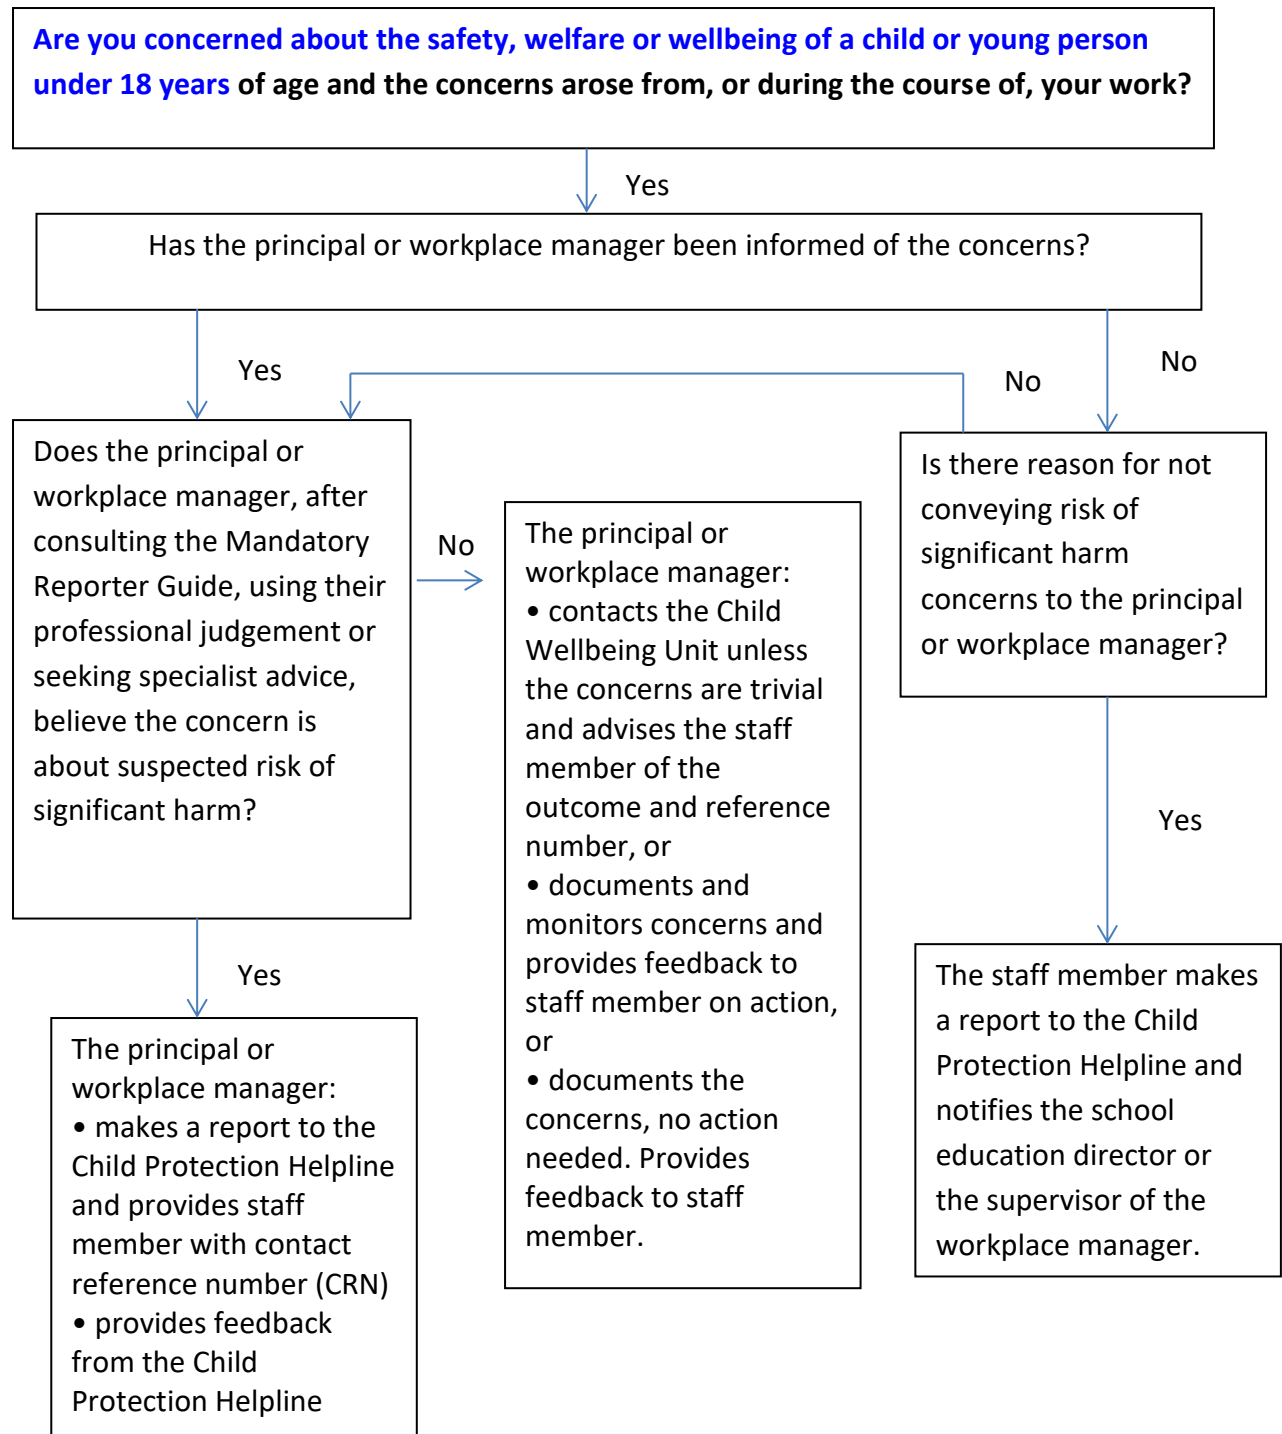 Are you concerned about the safety, welfare or wellbeing of a child or young person
under 18 years of age and the concerns arose from, or during the course of, your work?
Yes
Has the principal or workplace manager been informed of the concerns?
Yes
No
No
Does the principal or
workplace manager, after
consulting the Mandatory
Reporter Guide, using their
professional judgement or
seeking specialist advice,
believe the concern is
about suspected risk of
significant harm?
No
The principal or
workplace manager:
• contacts the Child
Wellbeing Unit unless
the concerns are trivial
and advises the staff
member of the
outcome and reference
number, or
• documents and
monitors concerns and
provides feedback to
staff member on action,
or
• documents the
concerns, no action
needed. Provides
feedback to staff
member.
Is there reason for not
conveying risk of
significant harm
concerns to the principal
or workplace manager?
Yes
Yes
The principal or
workplace manager:
• makes a report to the
Child Protection Helpline
and provides staff
member with contact
reference number (CRN)
• provides feedback
from the Child
Protection Helpline
The staff member makes
a report to the Child
Protection Helpline and
notifies the school
education director or
the supervisor of the
workplace manager.